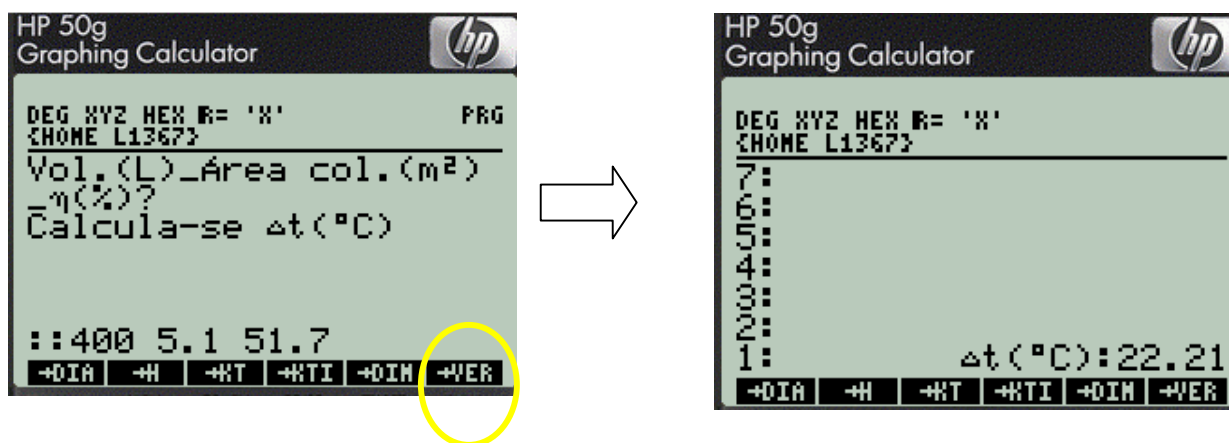 HP 50g
Graphing Calculator
hp
DEG XYZ HEX R= 'X' PRG
{HOME L1367}
Vol.(L)_Área col.(m²)
_η(%)?
Calcula-se △t(°C)
::400 5.1 51.7
→DIA →H →KT →KTI →DIM →VER
HP 50g
Graphing Calculator
hp
DEG XYZ HEX R= 'X'
{HOME L1367}
7:
6:
5:
4:
3:
2:
1: △t(°C):22.21
→DIA →H →KT →KTI →DIM →VER